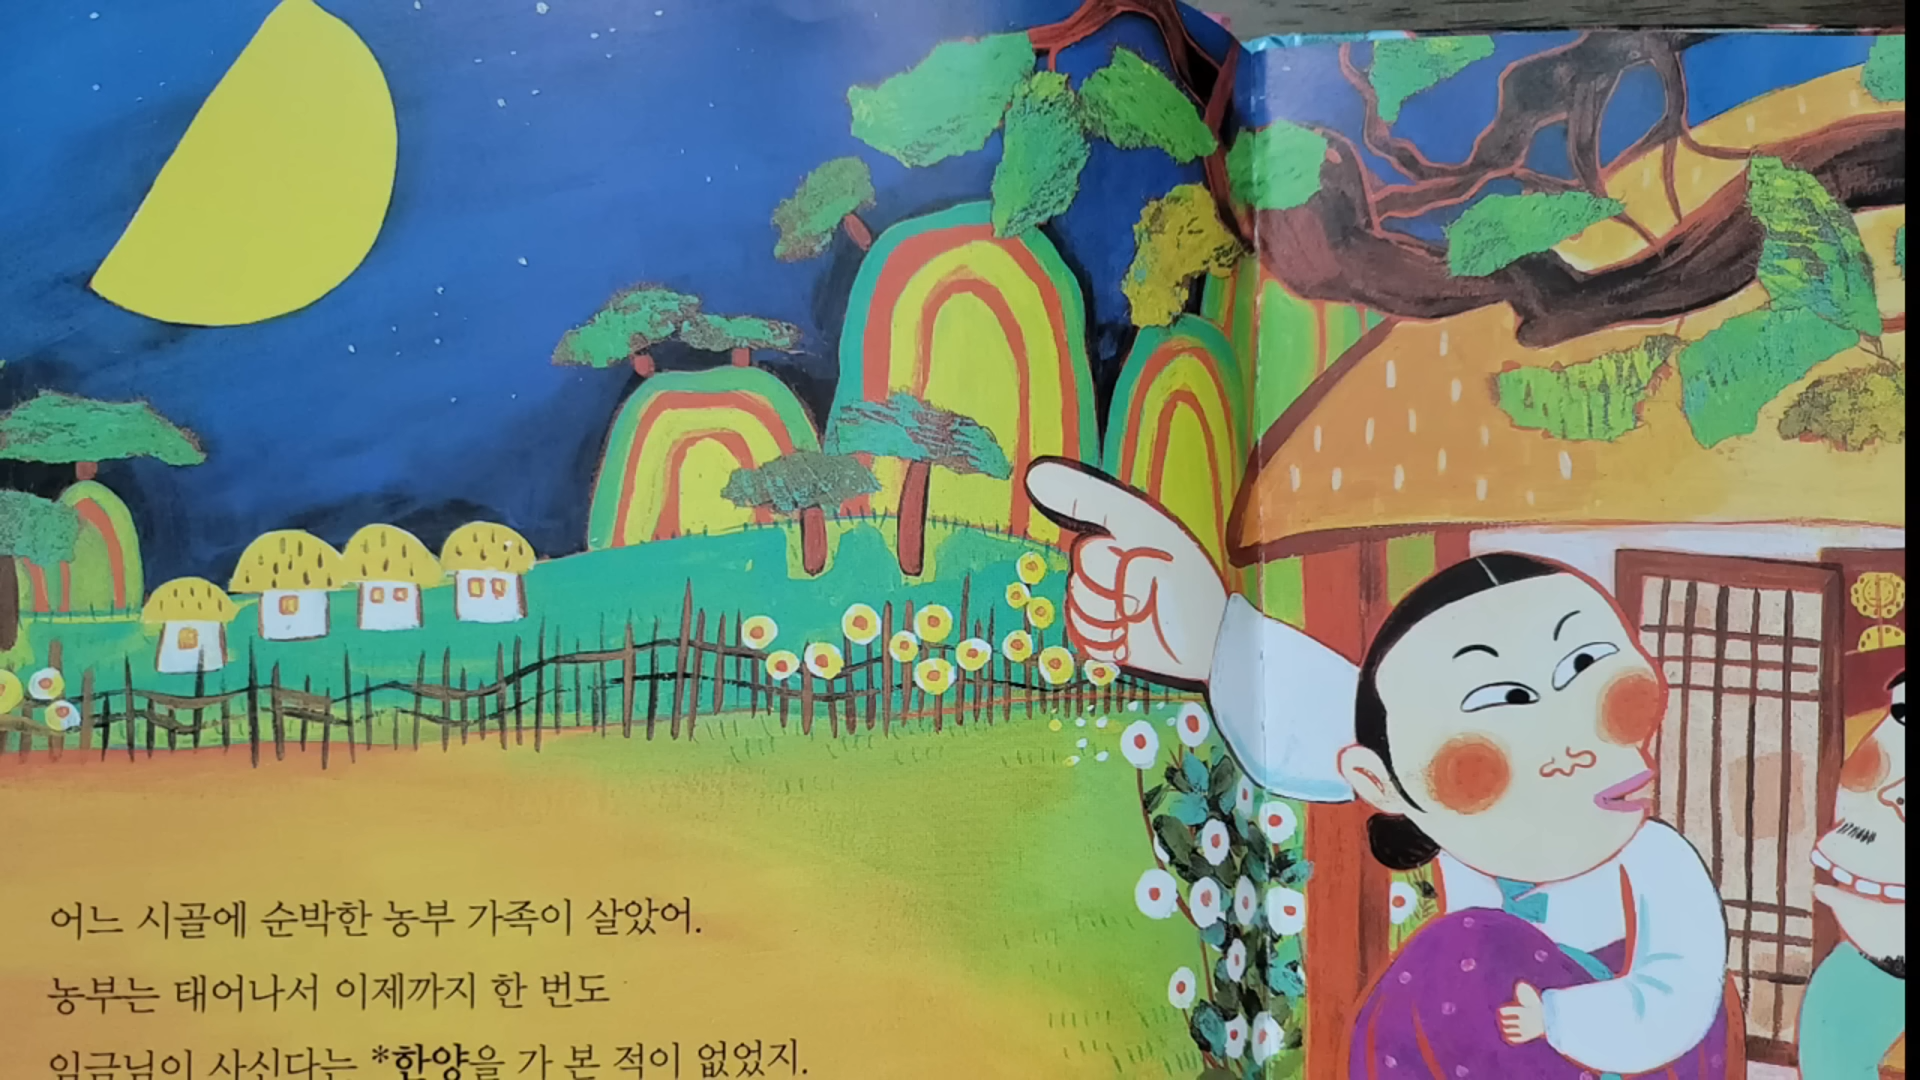 어느 시골에 순박한 농부 가족이 살았어.
농부는 태어나서 이제까지 한 번도
임금님이 사신다는 *한양을 가 본 적이 없었지.